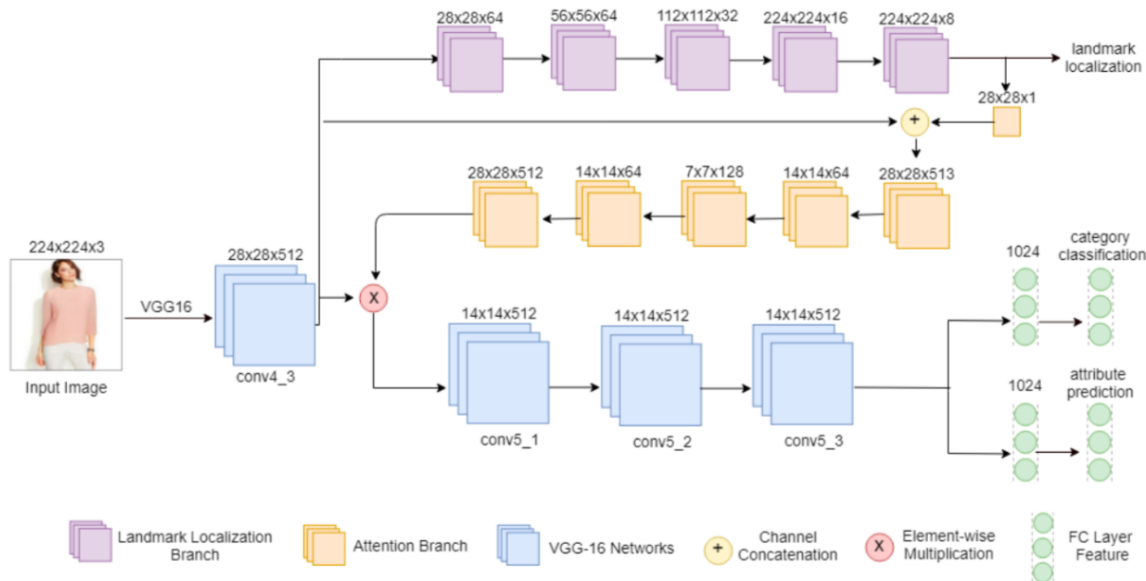 28x28x64
56x56x64
112x112x32
224x224x16
224x224x8
landmark
localization
28x28x1
+
28x28x512
14x14x64
7x7x128
14x14x64
28x28x513
224x224x3
28x28x512
VGG16
X
Input Image
conv4_3
14x14x512
14x14x512
14x14x512
conv5_1
conv5_2
conv5_3
1024
category
classification
1024
attribute
prediction
Landmark Localization
Branch
Attention Branch
VGG-16 Networks
+
Channel
Concatenation
X
Element-wise
Multiplication
FC Layer
Feature